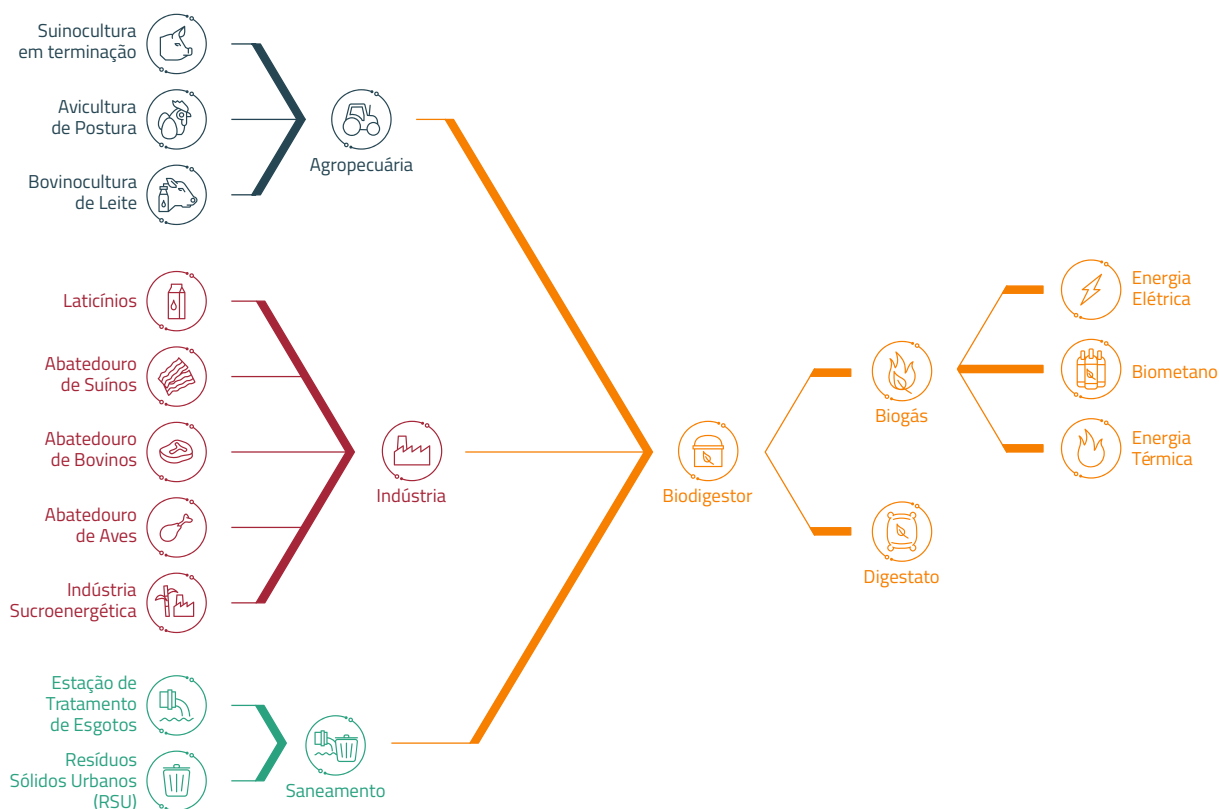 Suinocultura
em terminação
Avicultura
de Postura
Bovinocultura
de Leite
Agropecuária
Laticínios
Abatedouro
de Suínos
Abatedouro
de Bovinos
Abatedouro
de Aves
Indústria
Sucroenergética
Indústria
Estação de
Tratamento
de Esgotos
Resíduos
Sólidos Urbanos
(RSU)
Saneamento
Biodigestor
Biogás
Digestato
Energia
Elétrica
Biometano
Energia
Térmica